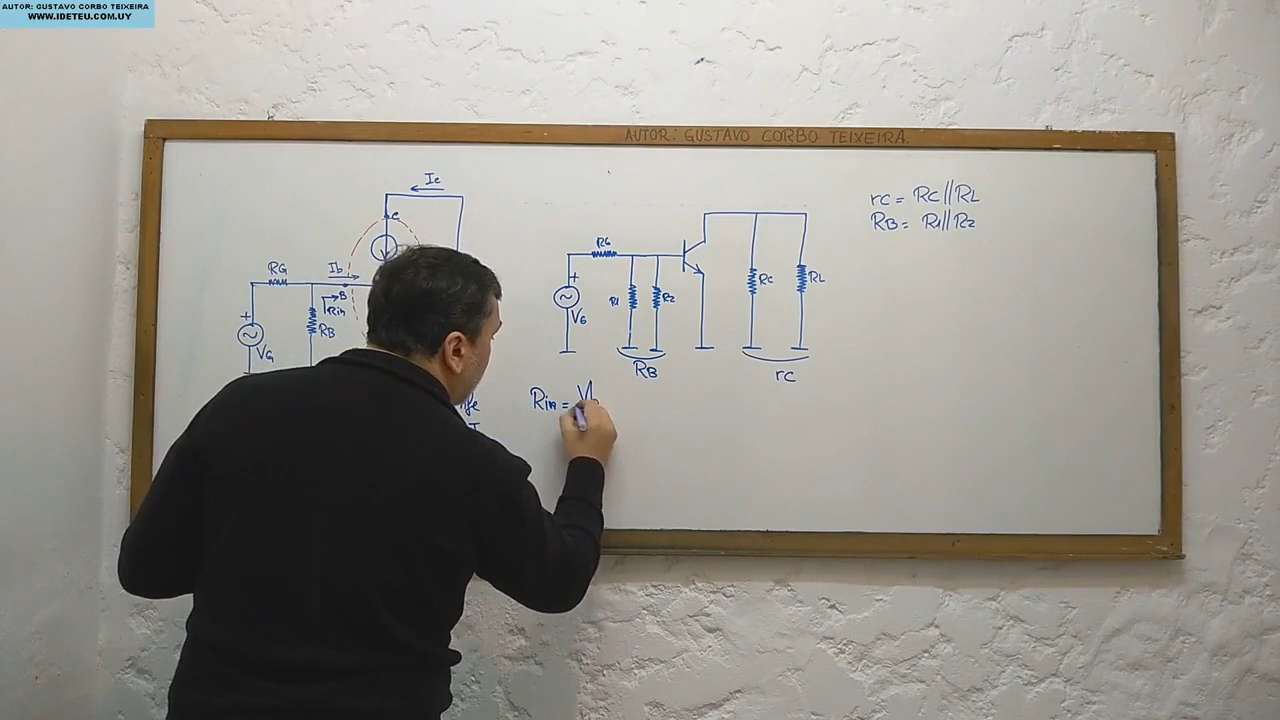 AUTOR: GUSTAVO CORBO TEIXEIRA
WWW.IDETEU.COM.UY
AUTOR: GUSTAVO CORBO TEIXEIRA.
rc = RC//RL
RB = R1//R2
RG
Ib
B
Rin
RB
+
VG
RG
+
VG
R1
R2
RB
RC
RL
rc
Rin = Vb